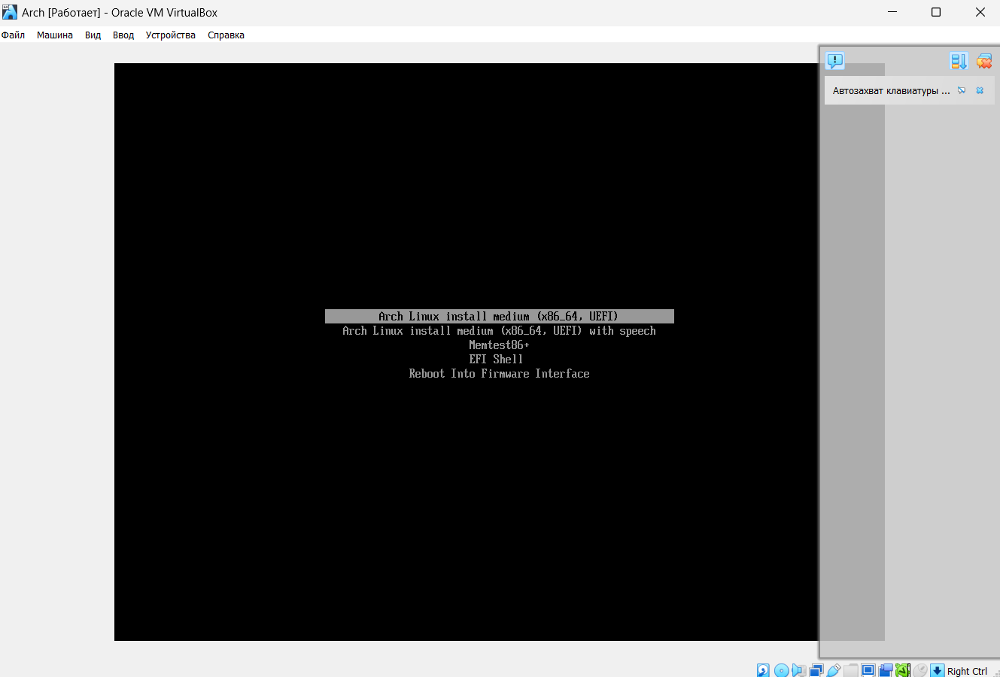 Arch [Работает] - Oracle VM VirtualBox
Файл Машина Вид Ввод Устройства Справка
Автозахват клавиатуры ...
Arch Linux install medium (x86_64, UEFI)
Arch Linux install medium (x86_64, UEFI) with speech
Memtest86+
EFI Shell
Reboot Into Firmware Interface
Right Ctrl